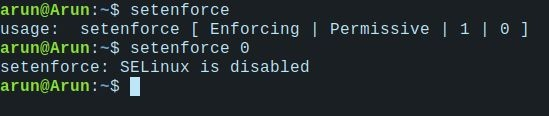 arun@Arun:~$ setenforce
usage:  setenforce [ Enforcing | Permissive | 1 | 0 ]
arun@Arun:~$ setenforce 0
setenforce: SELinux is disabled
arun@Arun:~$